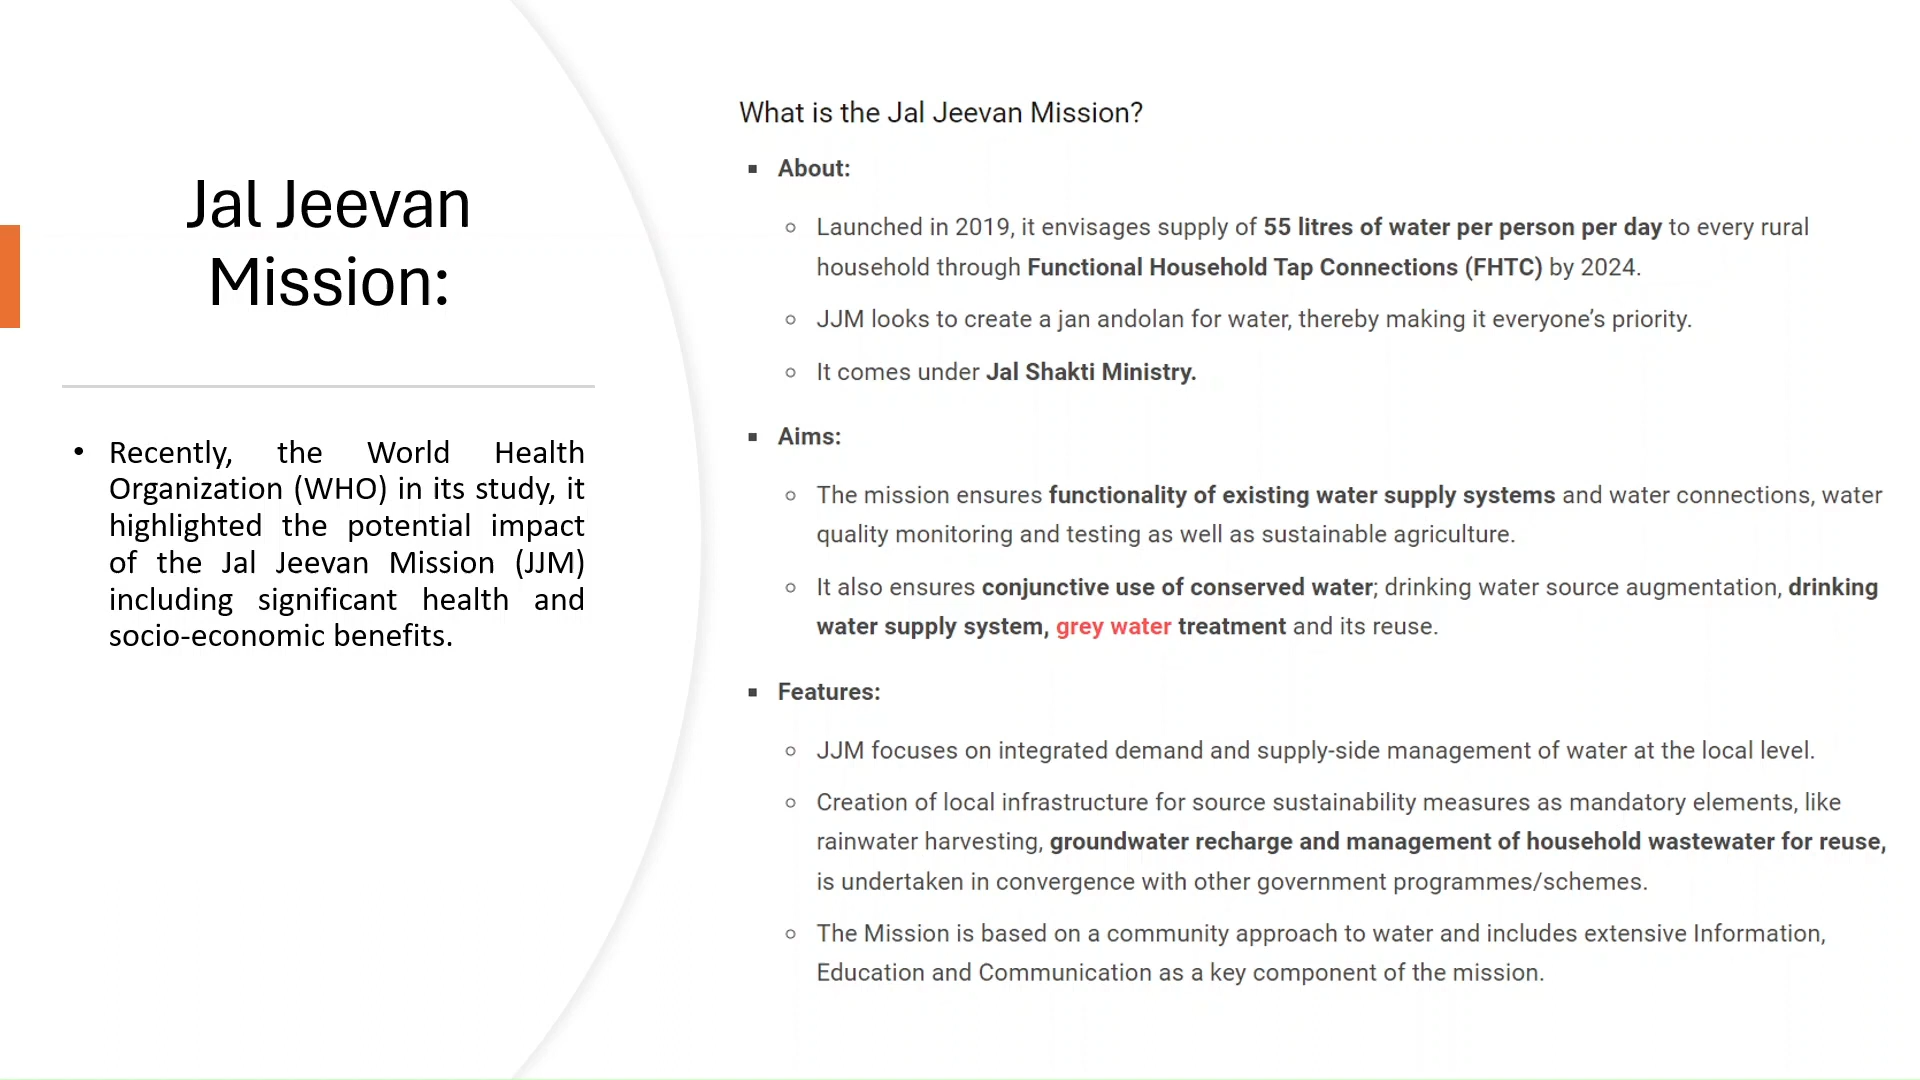 Jal Jeevan
Mission:
• Recently, the World Health
Organization (WHO) in its study, it
highlighted the potential impact
of the Jal Jeevan Mission (JJM)
including significant health and
socio-economic benefits.
What is the Jal Jeevan Mission?
▪ About:
○ Launched in 2019, it envisages supply of 55 litres of water per person per day to every rural
household through Functional Household Tap Connections (FHTC) by 2024.
○ JJM looks to create a jan andolan for water, thereby making it everyone’s priority.
○ It comes under Jal Shakti Ministry.
▪ Aims:
○ The mission ensures functionality of existing water supply systems and water connections, water
quality monitoring and testing as well as sustainable agriculture.
○ It also ensures conjunctive use of conserved water; drinking water source augmentation, drinking
water supply system, grey water treatment and its reuse.
▪ Features:
○ JJM focuses on integrated demand and supply-side management of water at the local level.
○ Creation of local infrastructure for source sustainability measures as mandatory elements, like
rainwater harvesting, groundwater recharge and management of household wastewater for reuse,
is undertaken in convergence with other government programmes/schemes.
○ The Mission is based on a community approach to water and includes extensive Information,
Education and Communication as a key component of the mission.